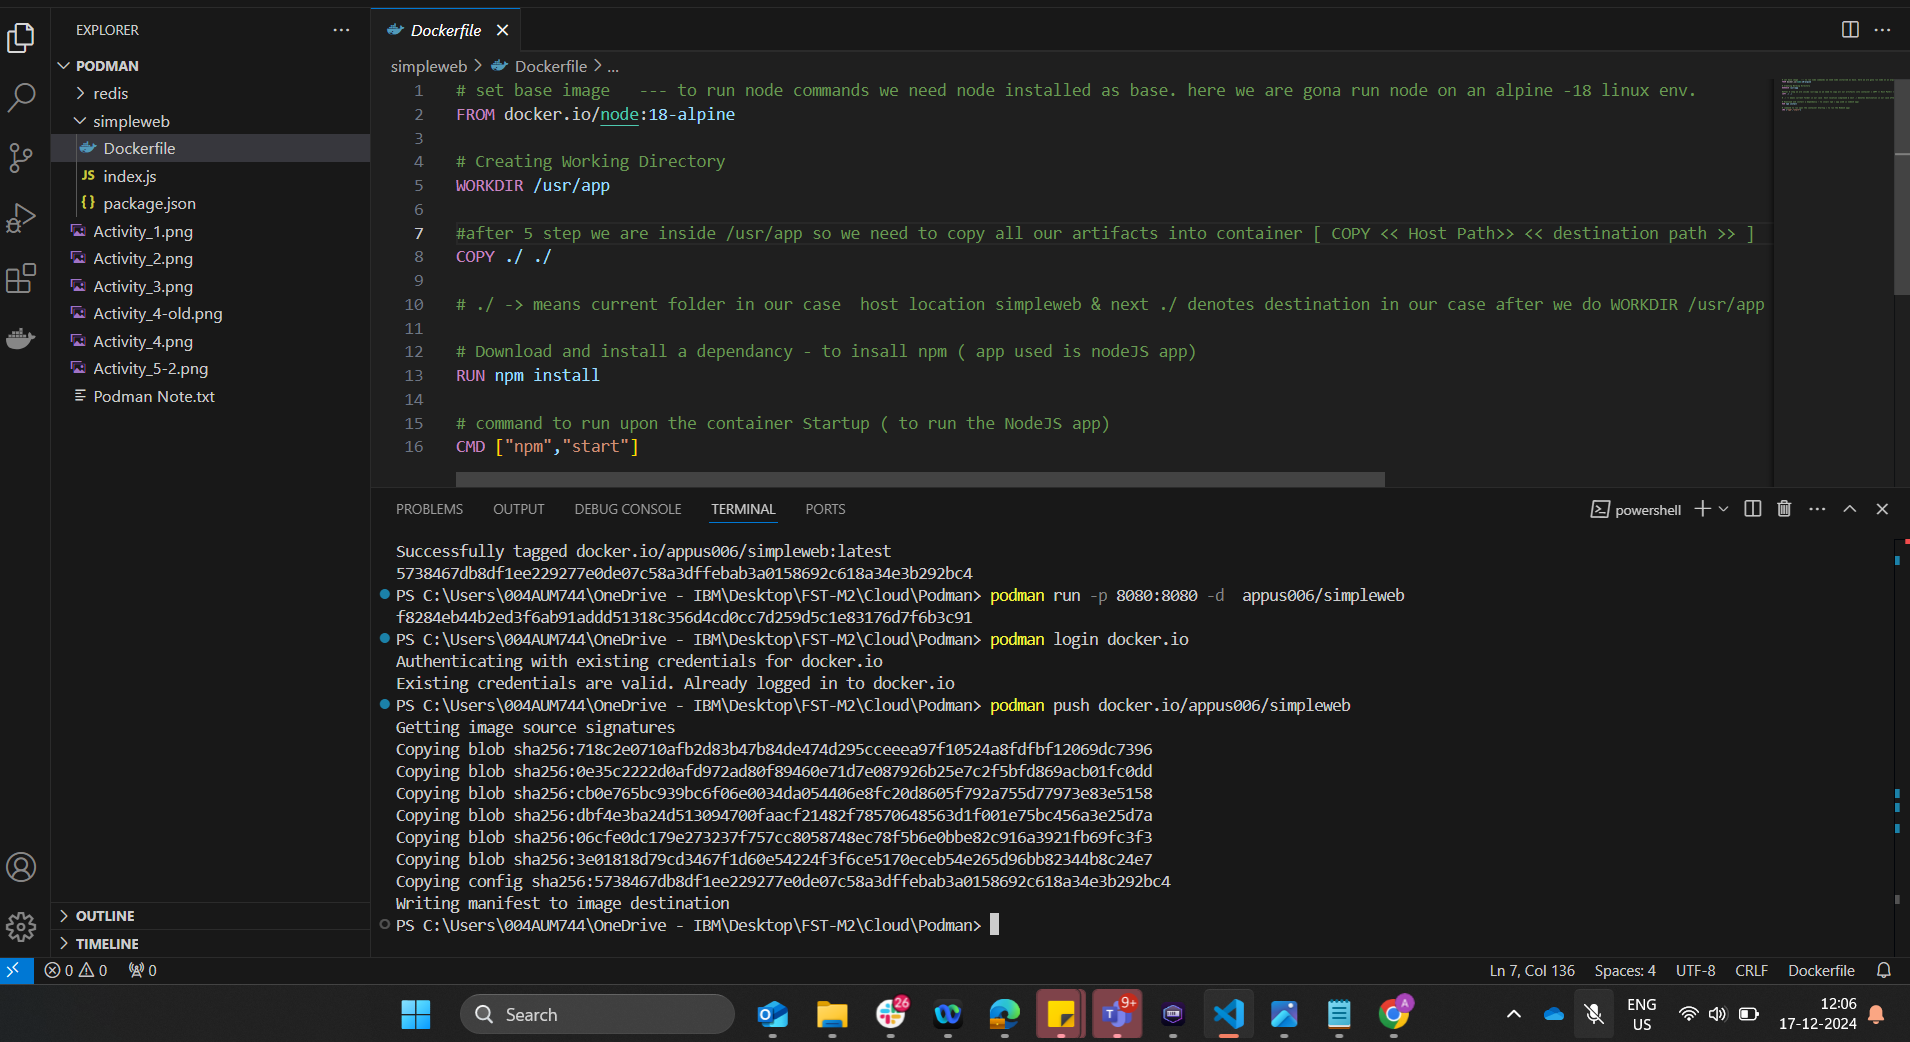 EXPLORER
PODMAN
redis
simpleweb
Dockerfile
JS index.js
{} package.json
Activity_1.png
Activity_2.png
Activity_3.png
Activity_4-old.png
Activity_4.png
Activity_5-2.png
Podman Note.txt
OUTLINE
TIMELINE
Dockerfile
simpleweb > Dockerfile > ...
1 # set base image   --- to run node commands we need node installed as base. here we are gona run node on an alpine -18 linux env.
2 FROM docker.io/node:18-alpine
3
4 # Creating Working Directory
5 WORKDIR /usr/app
6
7 #after 5 step we are inside /usr/app so we need to copy all our artifacts into container [ COPY << Host Path>> << destination path >> ]
8 COPY ./ ./
9
10 # ./ -> means current folder in our case  host location simpleweb & next ./ denotes destination in our case after we do WORKDIR /usr/app
11
12 # Download and install a dependancy - to insall npm ( app used is nodeJS app)
13 RUN npm install
14
15 # command to run upon the container Startup ( to run the NodeJS app)
16 CMD ["npm","start"]
PROBLEMS OUTPUT DEBUG CONSOLE TERMINAL PORTS
powershell
Successfully tagged docker.io/appus006/simpleweb:latest
5738467db8df1ee229277e0de07c58a3dffebab3a0158692c618a34e3b292bc4
PS C:\Users\004AUM744\OneDrive - IBM\Desktop\FST-M2\Cloud\Podman> podman run -p 8080:8080 -d  appus006/simpleweb
f8284eb44b2ed3f6ab91addd51318c356d4cd0cc7d259d5c1e83176d7f6b3c91
PS C:\Users\004AUM744\OneDrive - IBM\Desktop\FST-M2\Cloud\Podman> podman login docker.io
Authenticating with existing credentials for docker.io
Existing credentials are valid. Already logged in to docker.io
PS C:\Users\004AUM744\OneDrive - IBM\Desktop\FST-M2\Cloud\Podman> podman push docker.io/appus006/simpleweb
Getting image source signatures
Copying blob sha256:718c2e0710afb2d83b47b84de474d295cceeea97f10524a8fdfbf12069dc7396
Copying blob sha256:0e35c2222d0afd972ad80f89460e71d7e087926b25e7c2f5bfd869acb01fc0dd
Copying blob sha256:cb0e765bc939bc6f06e0034da054406e8fc20d8605f792a755d77973e83e5158
Copying blob sha256:dbf4e3ba24d513094700faacf21482f78570648563d1f001e75bc456a3e25d7a
Copying blob sha256:06cfe0dc179e273237f757cc8058748ec78f5b6e0bbe82c916a3921fb69fc3f3
Copying blob sha256:3e01818d79cd3467f1d60e54224f3f6ce5170eceb54e265d96bb82344b8c24e7
Copying config sha256:5738467db8df1ee229277e0de07c58a3dffebab3a0158692c618a34e3b292bc4
Writing manifest to image destination
PS C:\Users\004AUM744\OneDrive - IBM\Desktop\FST-M2\Cloud\Podman>
0 0 0
Ln 7, Col 136 Spaces: 4 UTF-8 CRLF Dockerfile
Search
26
9+
A
ENG
US
12:06
17-12-2024